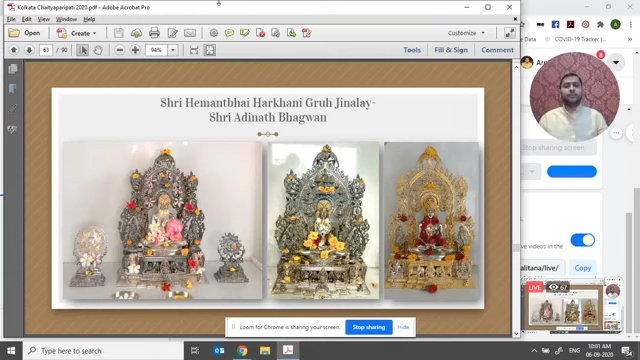 Kolkata Chaityaparipati 2020.pdf - Adobe Acrobat Pro
File Edit View Window Help
Open Create
Customize
63 / 90 94% Tools Fill & Sign Comment
Shri Hemantbhai Harkhani Gruh Jinalay-
Shri Adinath Bhagwan
COVID-19 Tracker |
Stop sharing screen
ve videos in the
alitana/live/ Copy
LIVE 67
Loom for Chrome is sharing your screen. Stop sharing Hide
Type here to search
ENG 10:01 AM
06-09-2020